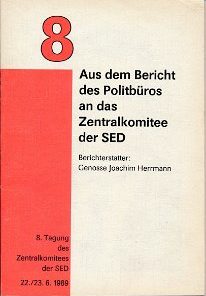 8
Aus dem Bericht
des Politbüros
an das
Zentralkomitee
der SED
Berichterstatter:
Genosse Joachim Herrmann
8. Tagung
des
Zentralkomitees
der SED
22./23. 6. 1989